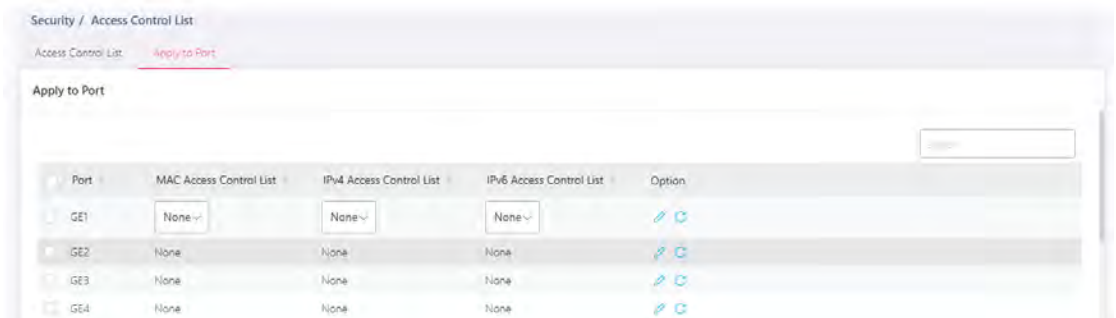 Security / Access Control List
Access Control List Apply to Port
Apply to Port
Port MAC Access Control List IPv4 Access Control List IPv6 Access Control List Option
GE1 None None None
GE2 None None None
GE3 None None None
GE4 None None None